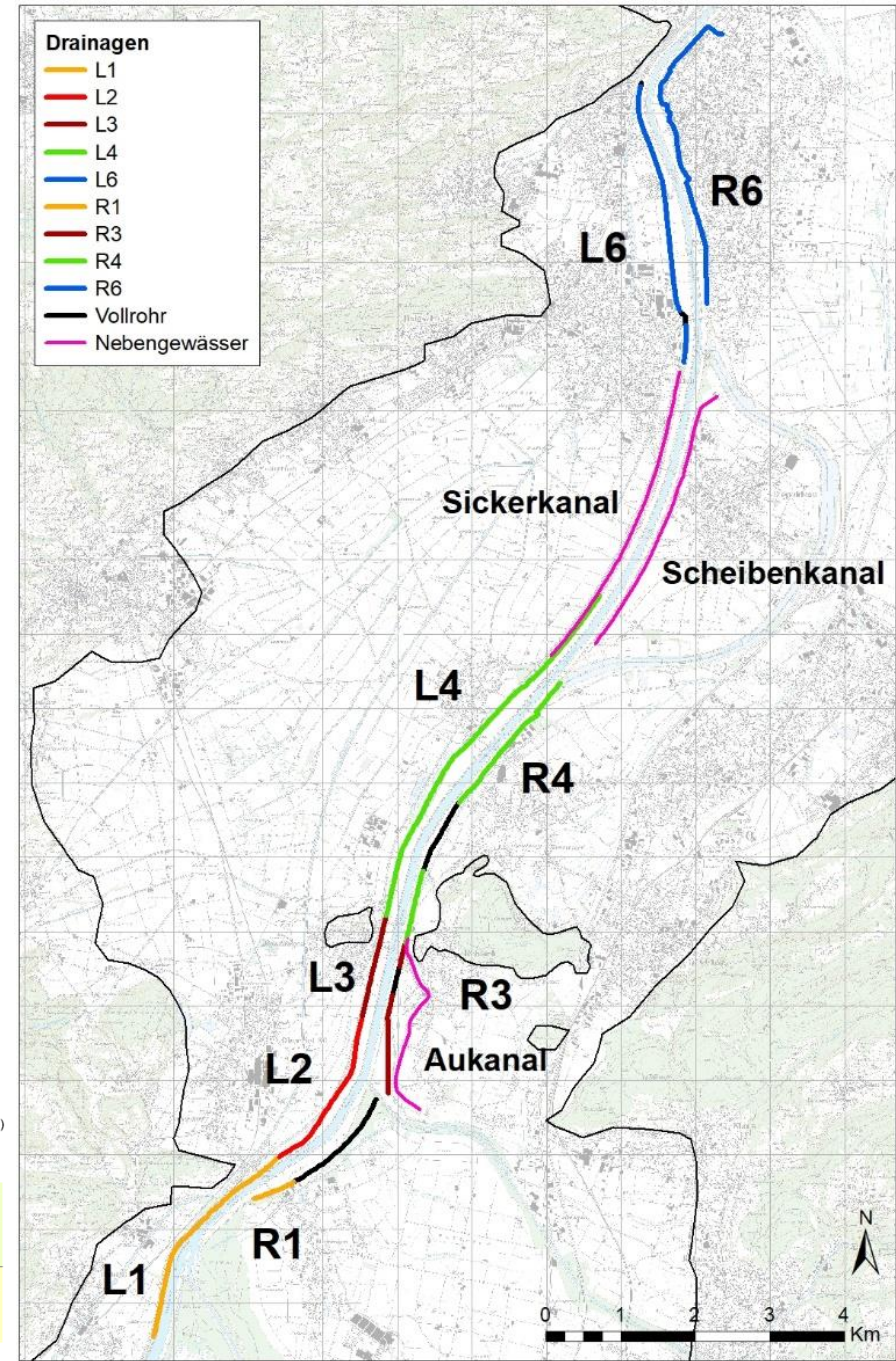 Drainagen
L1
L2
L3
L4
L6
R1
R3
R4
R6
Vollrohr
Nebengewässer
R6
L6
Sickerkanal
Scheibenkanal
L4
R4
L3
R3
Aukanal
L2
)
R1
L1
N
0 1 2 3 4
Km